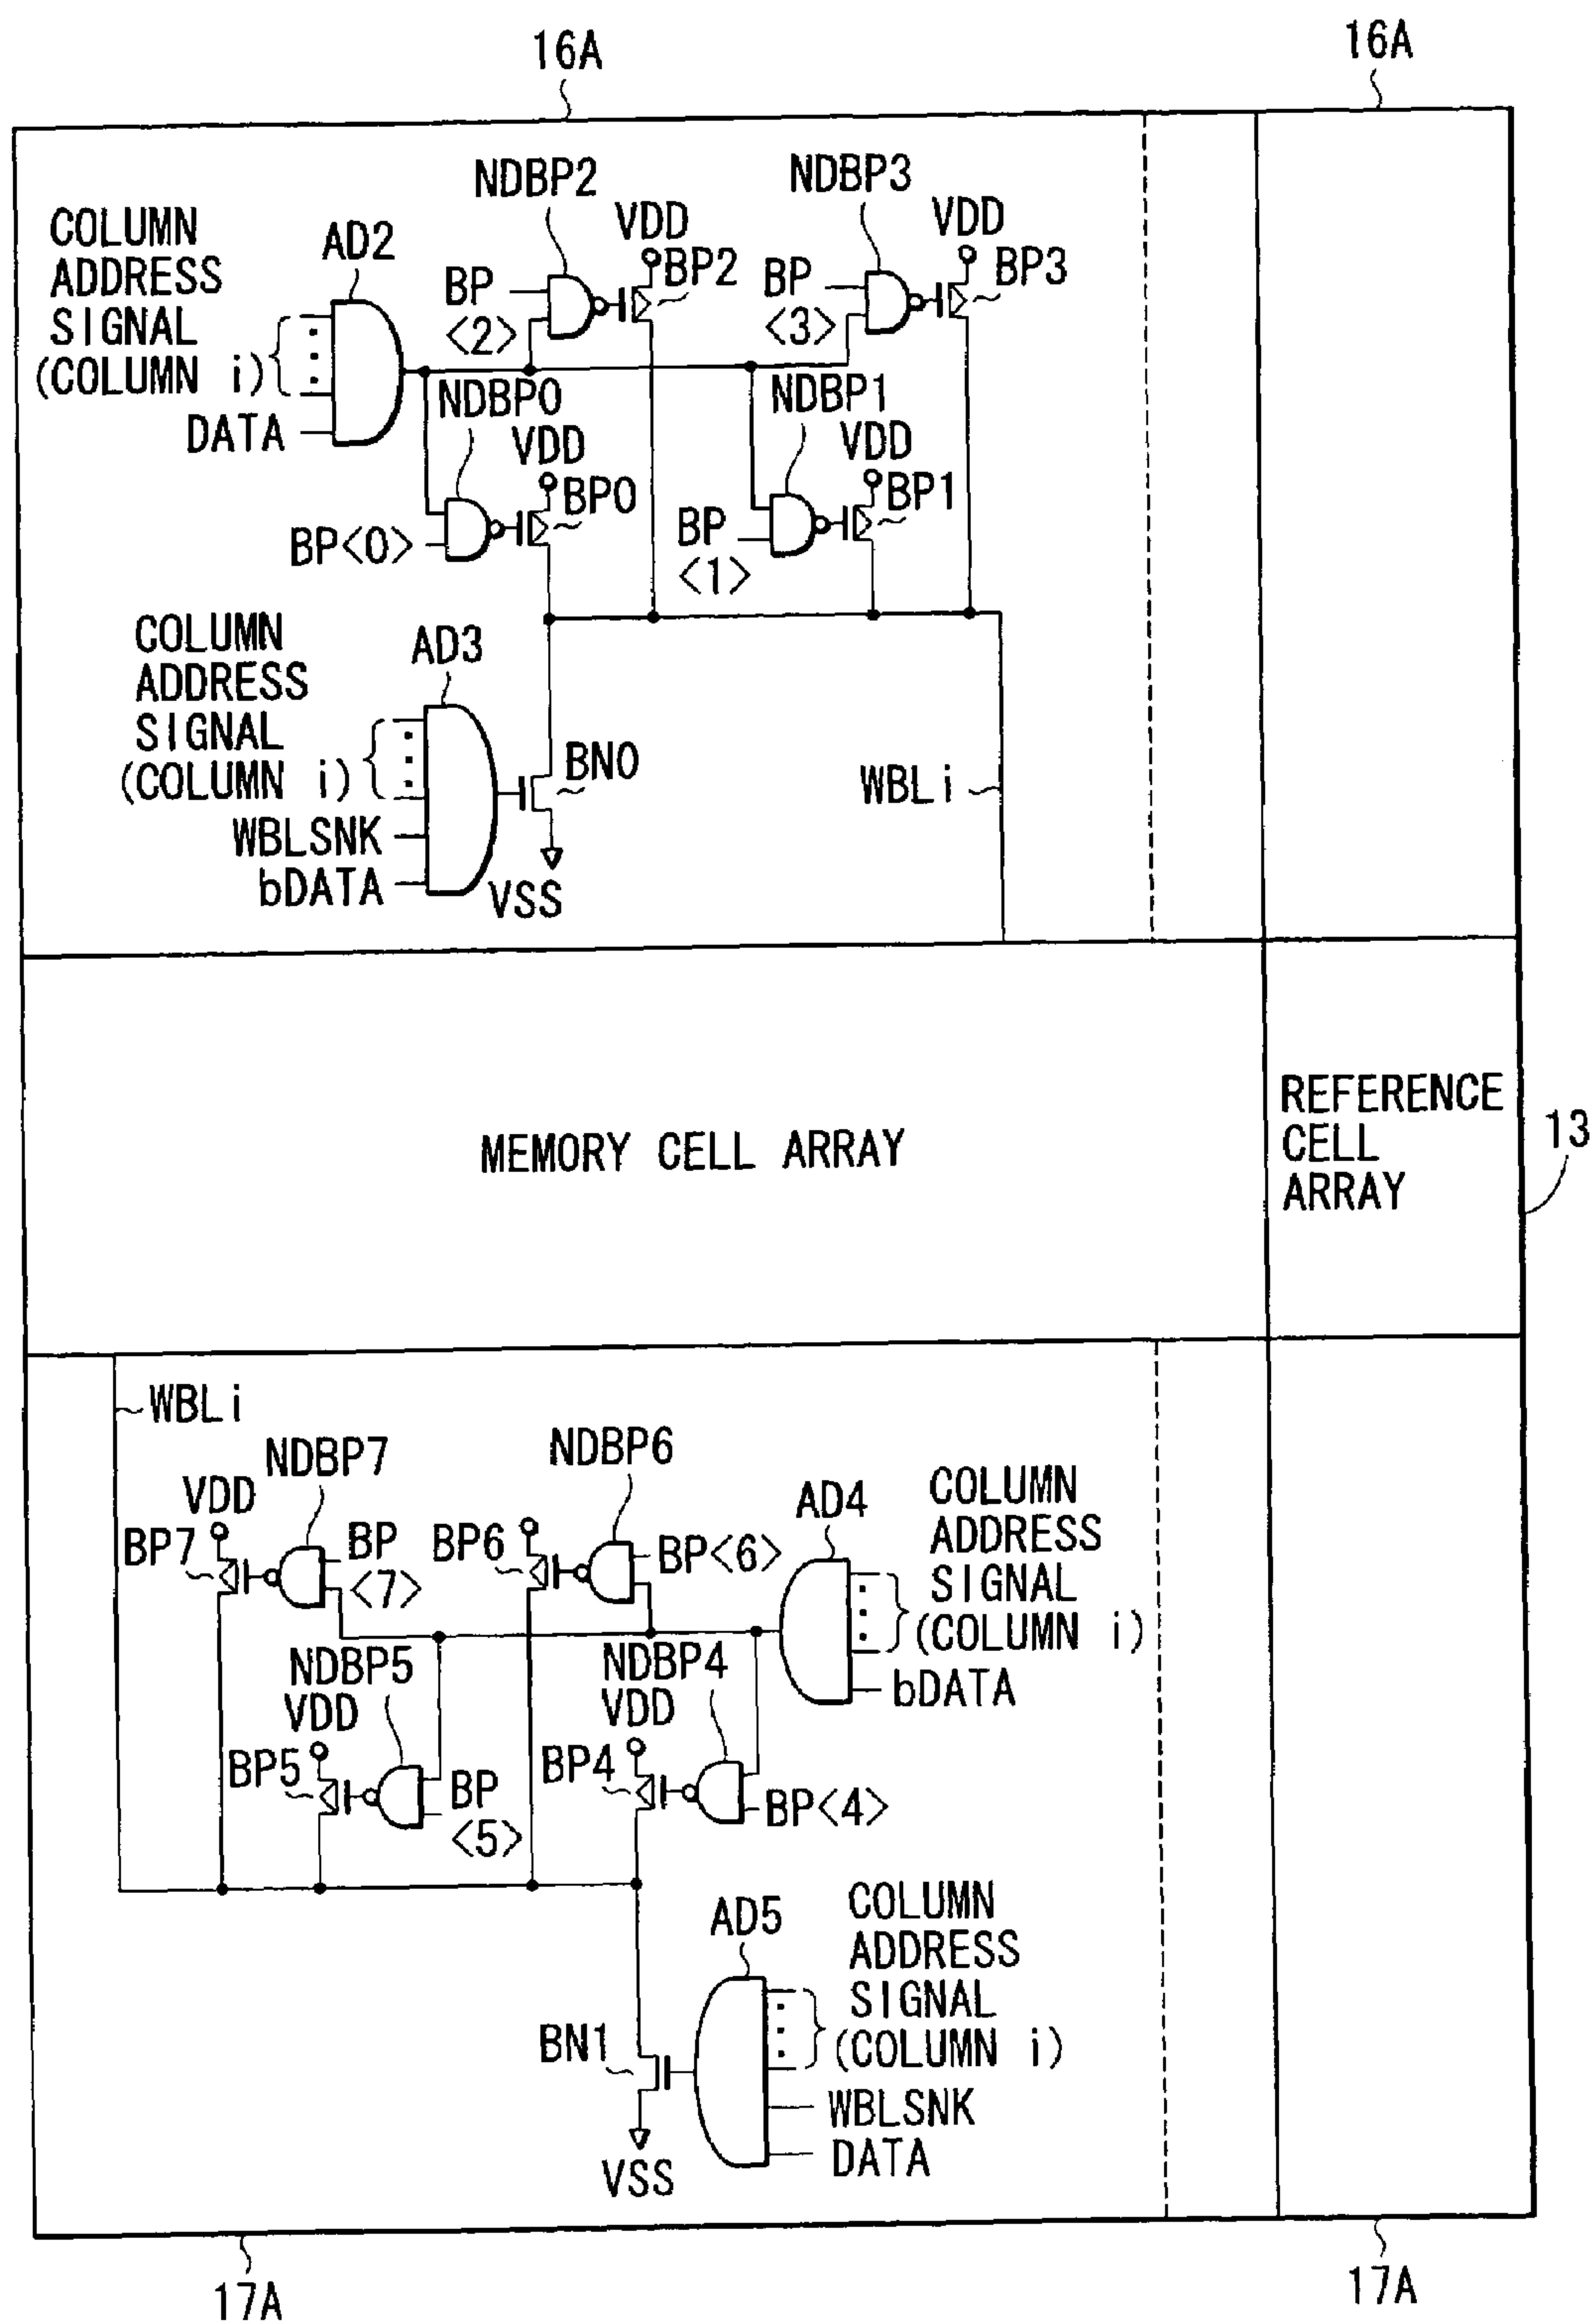 16A
16A
NDBP2
NDBP3
COLUMN
ADDRESS
SIGNAL
(COLUMN i)
AD2
VDD
VDD
BP
<2>
BP2
BP
<3>
BP3
DATA
NDBP0
VDD
NDBP1
VDD
BP<0>
BP0
BP
<1>
BP1
COLUMN
ADDRESS
SIGNAL
(COLUMN i)
AD3
BN0
WBLi
WBLSNK
bDATA
VSS
MEMORY CELL ARRAY
REFERENCE
CELL
ARRAY
13
WBLi
NDBP7
NDBP6
VDD
AD4
COLUMN
ADDRESS
SIGNAL
(COLUMN i)
BP7
BP
<7>
BP6
BP<6>
NDBP5
VDD
NDBP4
VDD
bDATA
BP5
BP
<5>
BP4
BP<4>
AD5
COLUMN
ADDRESS
SIGNAL
(COLUMN i)
BN1
WBLSNK
DATA
VSS
17A
17A